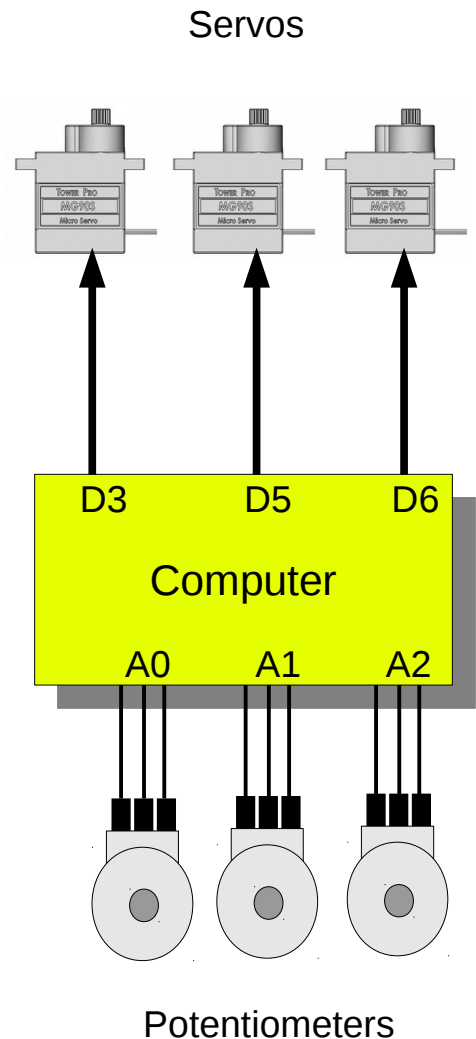 Servos
Tower Pro
MG90S
Micro Servo
Tower Pro
MG90S
Micro Servo
Tower Pro
MG90S
Micro Servo
D3 D5 D6
Computer
A0 A1 A2
Potentiometers